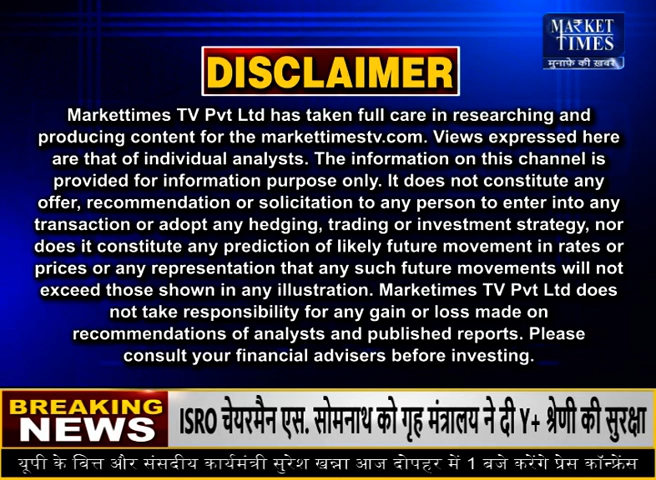 MARKET
TIMES
मुनाफे की ख़बर
DISCLAIMER
Markettimes TV Pvt Ltd has taken full care in researching and
producing content for the markettimestv.com. Views expressed here
are that of individual analysts. The information on this channel is
provided for information purpose only. It does not constitute any
offer, recommendation or solicitation to any person to enter into any
transaction or adopt any hedging, trading or investment strategy, nor
does it constitute any prediction of likely future movement in rates or
prices or any representation that any such future movements will not
exceed those shown in any illustration. Marketimes TV Pvt Ltd does
not take responsibility for any gain or loss made on
recommendations of analysts and published reports. Please
consult your financial advisers before investing.
BREAKING
NEWS
ISRO चेयरमैन एस. सोमनाथ को गृह मंत्रालय ने दी Y+ श्रेणी की सुरक्षा
यूपी के वित्त और संसदीय कार्यमंत्री सुरेश खन्ना आज दोपहर में 1 बजे करेंगे प्रेस कॉन्फ्रेंस